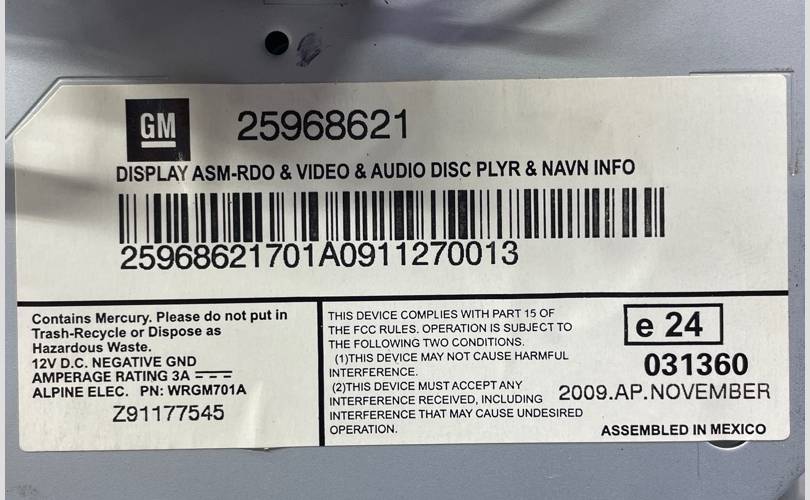 GM
25968621
DISPLAY ASM-RDO & VIDEO & AUDIO DISC PLYR & NAVN INFO
25968621701A0911270013
Contains Mercury. Please do not put in
Trash-Recycle or Dispose as
Hazardous Waste.
12V D.C. NEGATIVE GND
AMPERAGE RATING 3A
ALPINE ELEC. PN: WRGM701A
Z91177545
THIS DEVICE COMPLIES WITH PART 15 OF
THE FCC RULES. OPERATION IS SUBJECT TO
THE FOLLOWING TWO CONDITIONS.
(1)THIS DEVICE MAY NOT CAUSE HARMFUL
INTERFERENCE.
(2)THIS DEVICE MUST ACCEPT ANY
INTERFERENCE RECEIVED, INCLUDING
INTERFERENCE THAT MAY CAUSE UNDESIRED
OPERATION.
e 24
031360
2009.AP.NOVEMBER
ASSEMBLED IN MEXICO